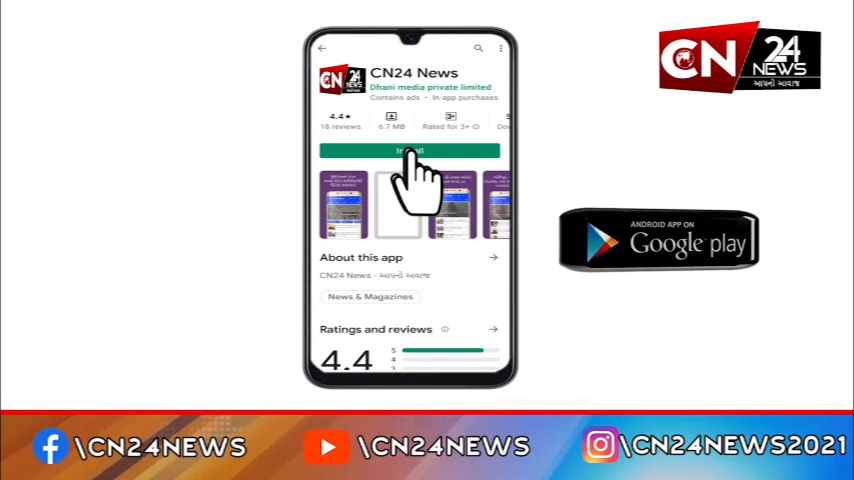 CN24 News
Dhani media private limited
Contains ads • In-app purchases
4.4★
18 reviews
6.7 MB
3+
Rated for 3+
About this app
CN24 News - આપનો અવાજ
News & Magazines
Ratings and reviews
4.4
5
4
3
CN 24 NEWS
આપનો અવાજ
ANDROID APP ON
Google play
\CN24NEWS
\CN24NEWS
\CN24NEWS2021